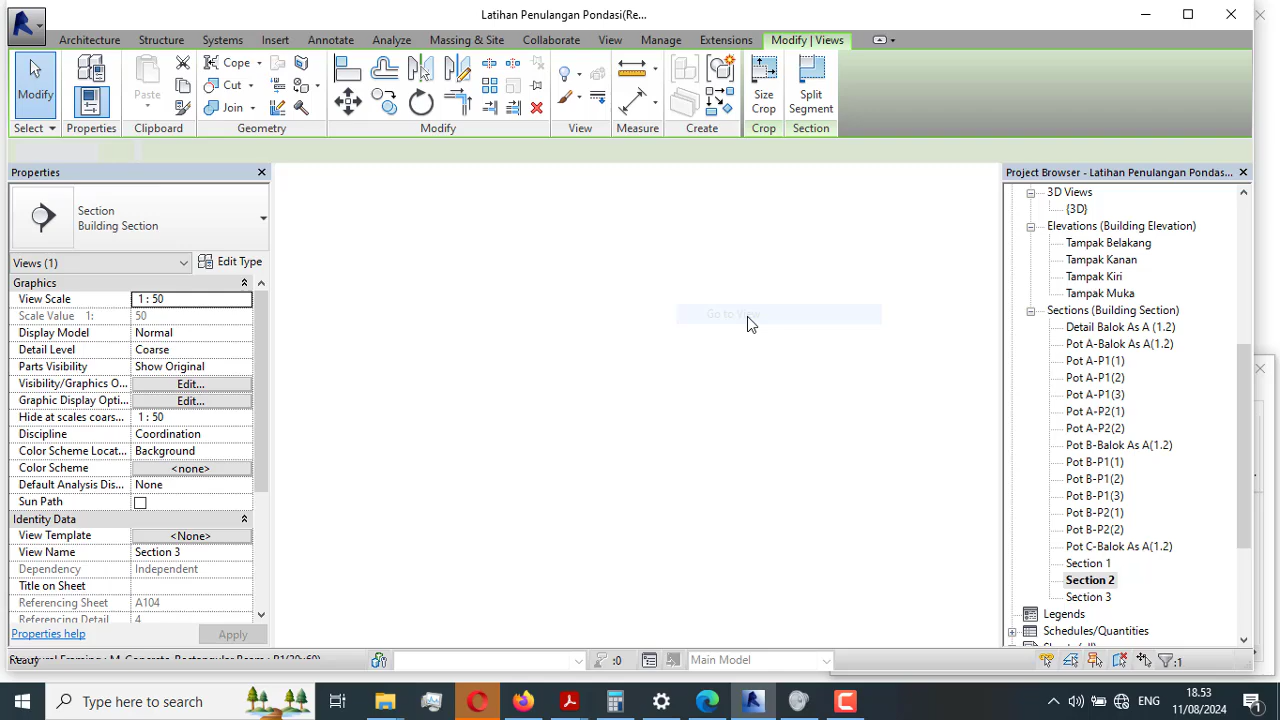 Latihan Penulangan Pondasi(Re...
Architecture Structure Systems Insert Annotate Analyze Massing & Site Collaborate View Manage Extensions Modify | Views
Modify
Select
Properties
Paste
Clipboard
Cope
Cut
Join
Geometry
Modify
View
Measure
Create
Size
Crop
Crop
Split
Segment
Section
Properties
Section
Building Section
Views (1)
Edit Type
Graphics
View Scale 1 : 50
Scale Value 1: 50
Display Model Normal
Detail Level Coarse
Parts Visibility Show Original
Visibility/Graphics O... Edit...
Graphic Display Opti... Edit...
Hide at scales coars... 1 : 50
Discipline Coordination
Color Scheme Locat... Background
Color Scheme <none>
Default Analysis Dis... None
Sun Path
Identity Data
View Template <None>
View Name Section 3
Dependency Independent
Title on Sheet
Referencing Sheet A104
Referencing Detail 4
Properties help
Apply
Go to View
Project Browser - Latihan Penulangan Pondas...
3D Views
{3D}
Elevations (Building Elevation)
Tampak Belakang
Tampak Kanan
Tampak Kiri
Tampak Muka
Sections (Building Section)
Detail Balok As A (1.2)
Pot A-Balok As A(1.2)
Pot A-P1(1)
Pot A-P1(2)
Pot A-P1(3)
Pot A-P2(1)
Pot A-P2(2)
Pot B-Balok As A(1.2)
Pot B-P1(1)
Pot B-P1(2)
Pot B-P1(3)
Pot B-P2(1)
Pot B-P2(2)
Pot C-Balok As A(1.2)
Section 1
Section 2
Section 3
Legends
Schedules/Quantities
:0
Main Model
:1
Type here to search
ENG
18.53
11/08/2024
1